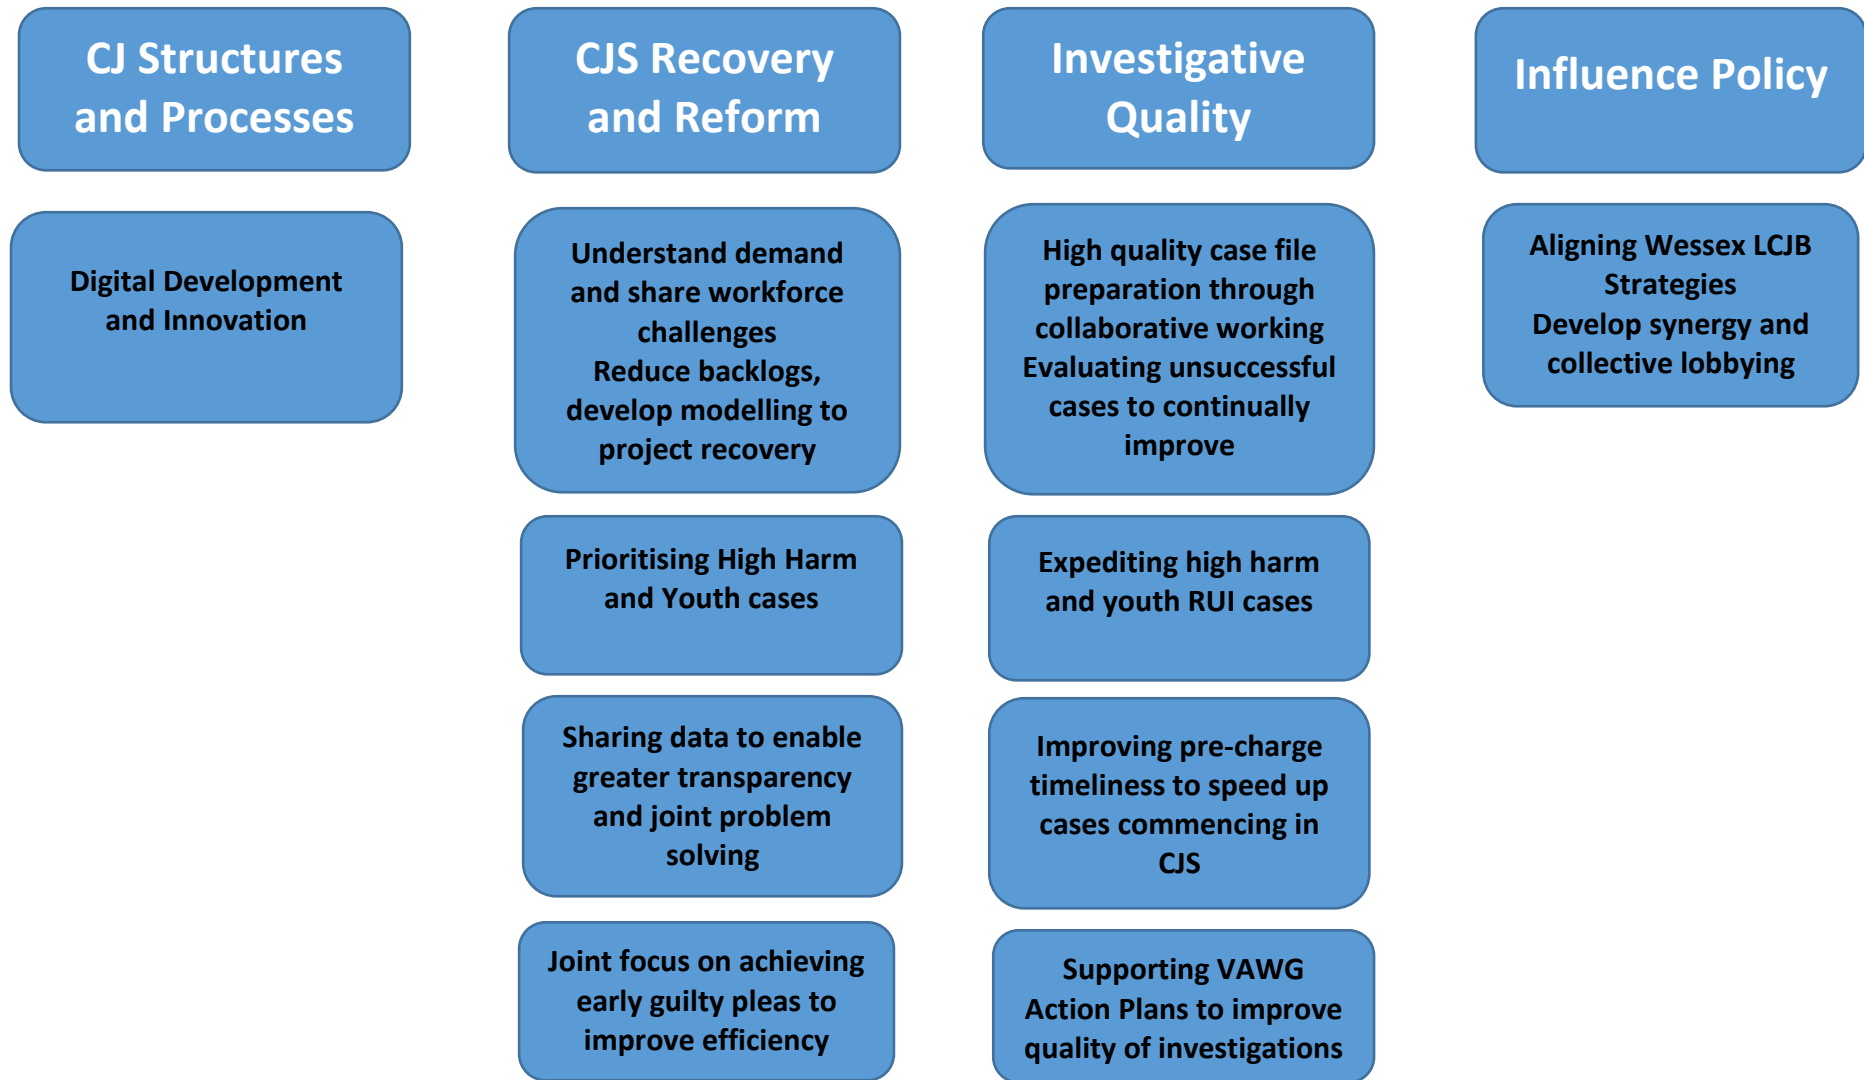 CJ Structures
and Processes
Digital Development
and Innovation
CJS Recovery
and Reform
Understand demand
and share workforce
challenges
Reduce backlogs,
develop modelling to
project recovery
Prioritising High Harm
and Youth cases
Sharing data to enable
greater transparency
and joint problem
solving
Joint focus on achieving
early guilty pleas to
improve efficiency
Investigative
Quality
High quality case file
preparation through
collaborative working
Evaluating unsuccessful
cases to continually
improve
Expediting high harm
and youth RUI cases
Improving pre-charge
timeliness to speed up
cases commencing in
CJS
Supporting VAWG
Action Plans to improve
quality of investigations
Influence Policy
Aligning Wessex LCJB
Strategies
Develop synergy and
collective lobbying